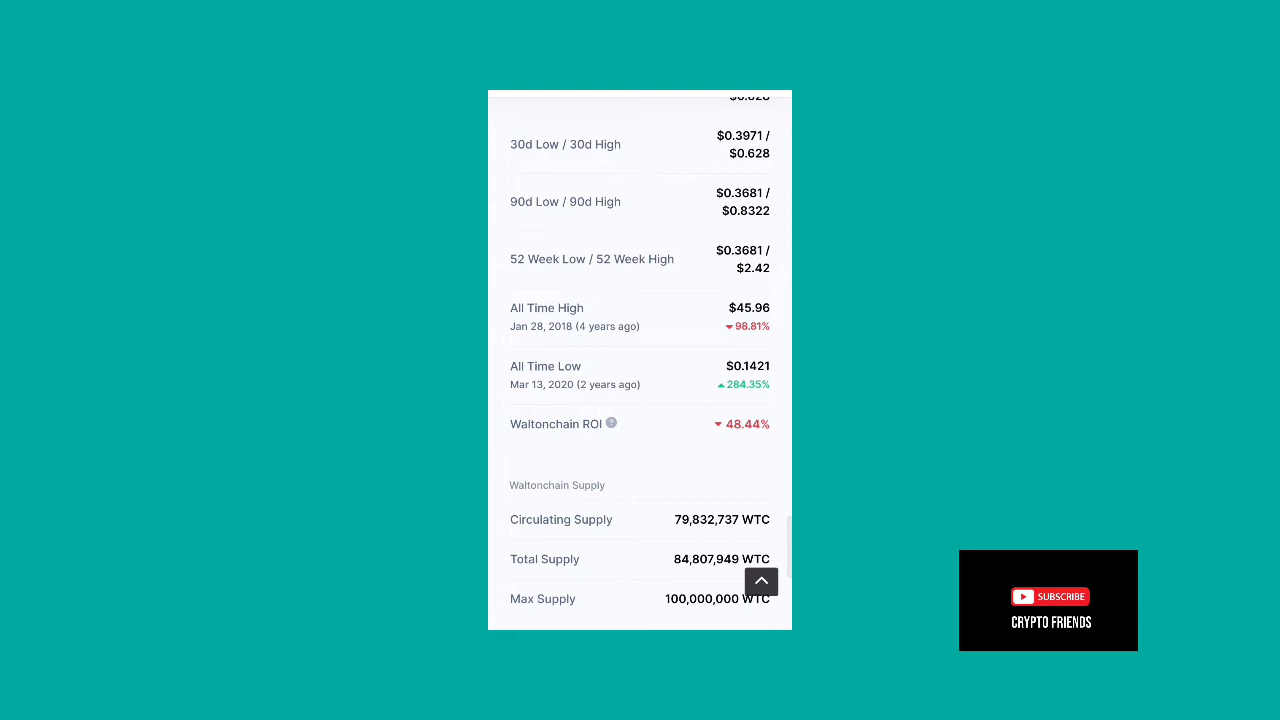 30d Low / 30d High
$0.3971 /
$0.628
90d Low / 90d High
$0.3681 /
$0.8322
52 Week Low / 52 Week High
$0.3681 /
$2.42
All Time High
$45.96
Jan 28, 2018 (4 years ago)
98.81%
All Time Low
$0.1421
Mar 13, 2020 (2 years ago)
284.35%
Waltonchain ROI ?
48.44%
Waltonchain Supply
Circulating Supply
79,832,737 WTC
Total Supply
84,807,949 WTC
Max Supply
100,000,000 WTC
SUBSCRIBE
CRYPTO FRIENDS